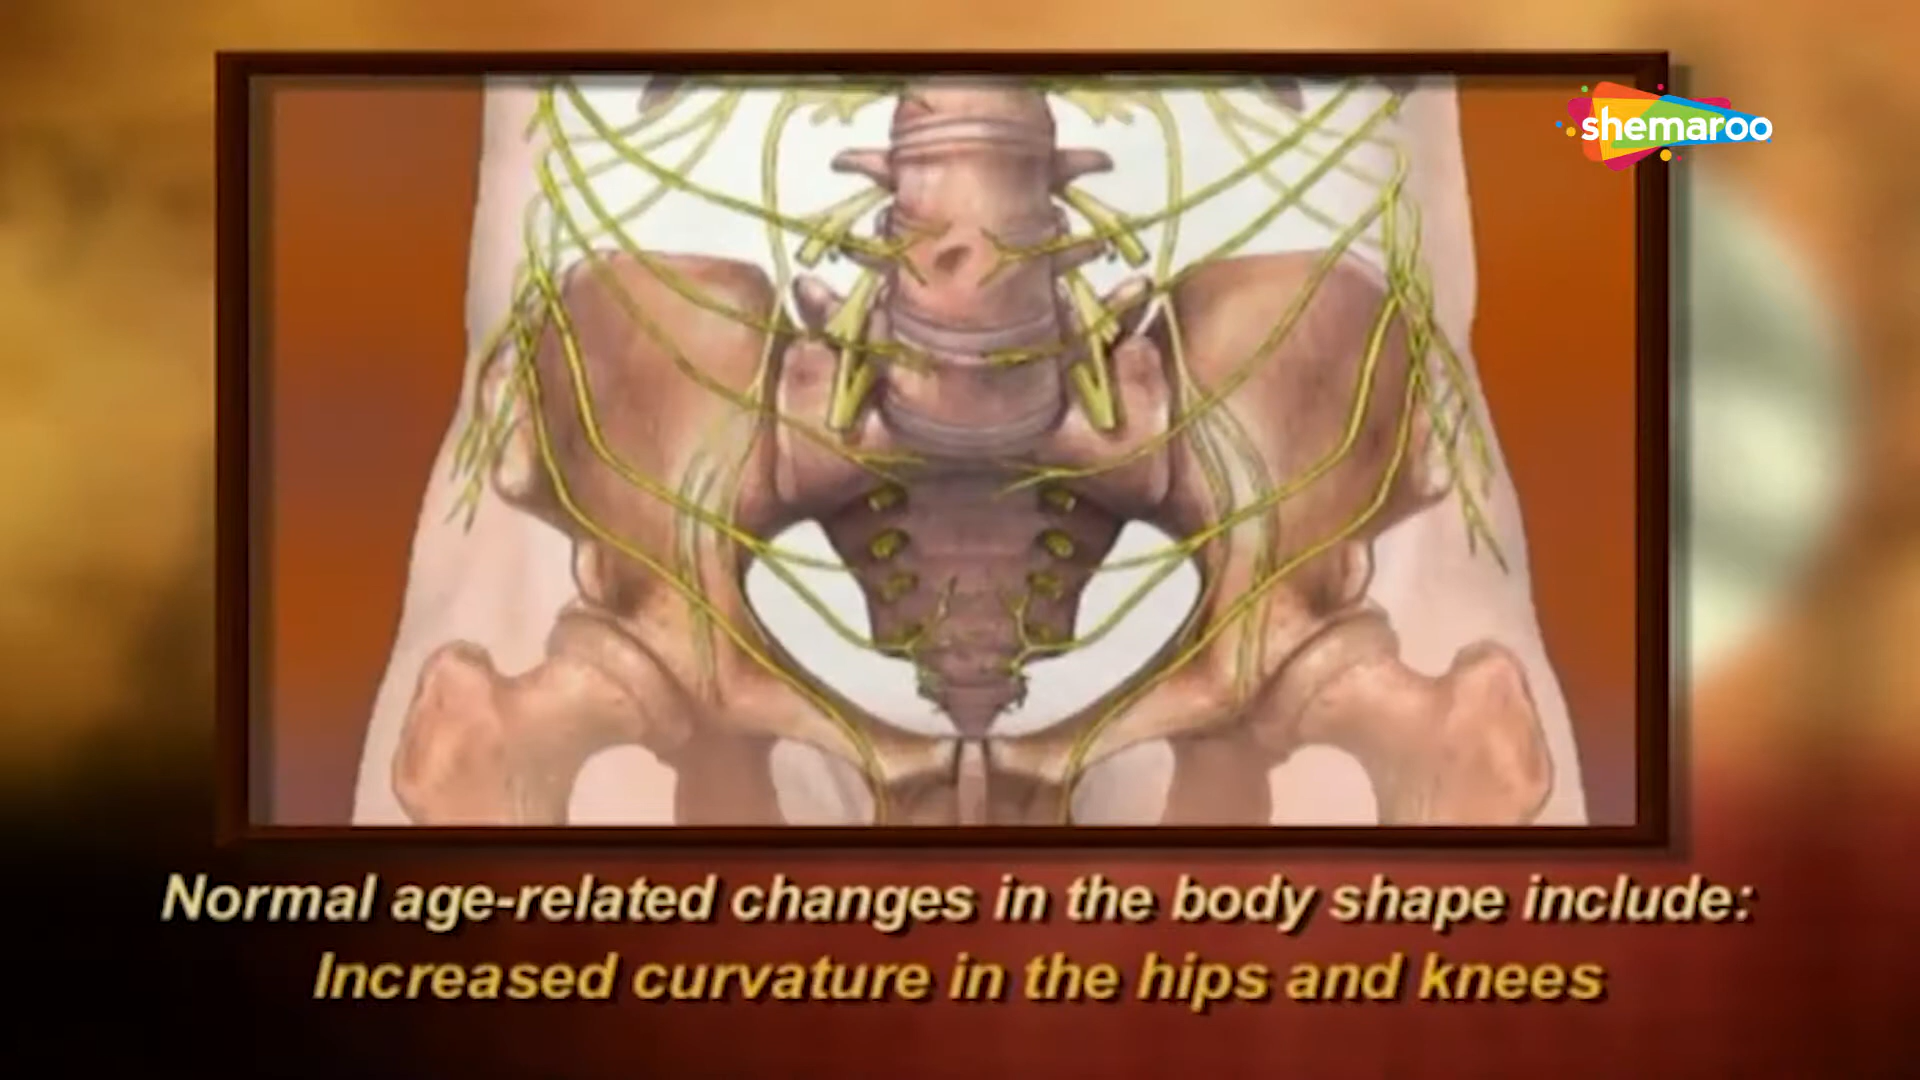 shemaroo
Normal age-related changes in the body shape include:
Increased curvature in the hips and knees